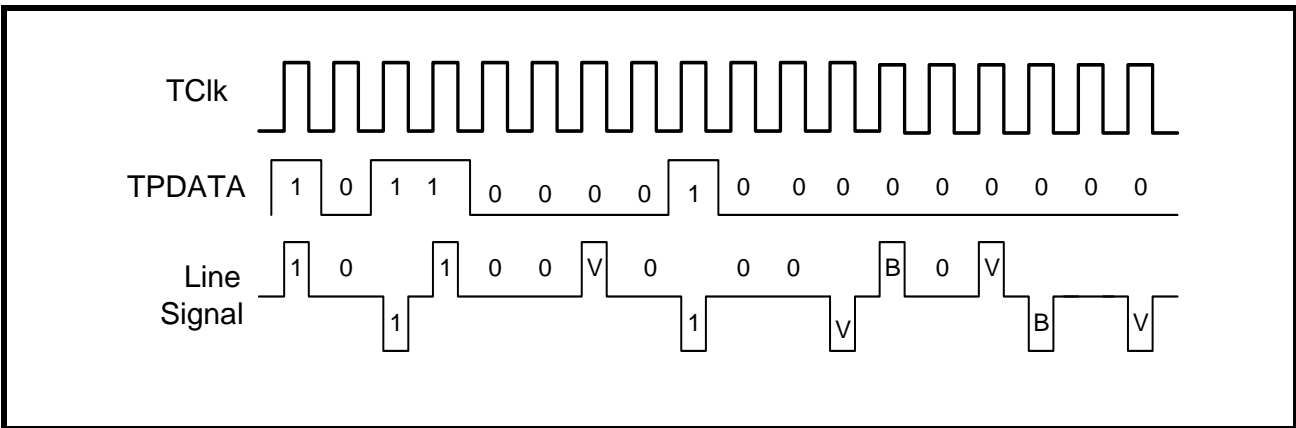 TClk
TPDATA 1 0 1 1 0 0 0 0 1 0 0 0 0 0 0 0 0 0
Line Signal 1 0 1 1 0 0 V 0 1 0 0 V B 0 V B V